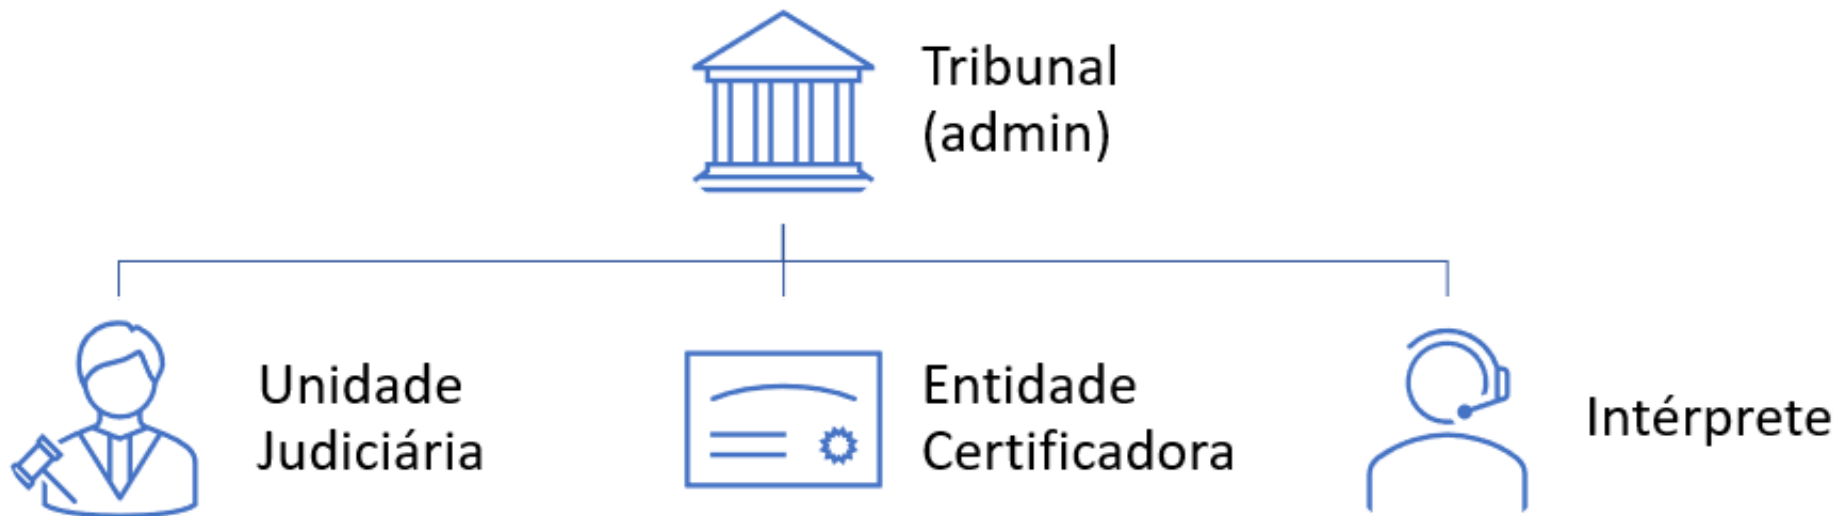 Tribunal
(admin)
Unidade
Judiciária
Entidade
Certificadora
Intérprete